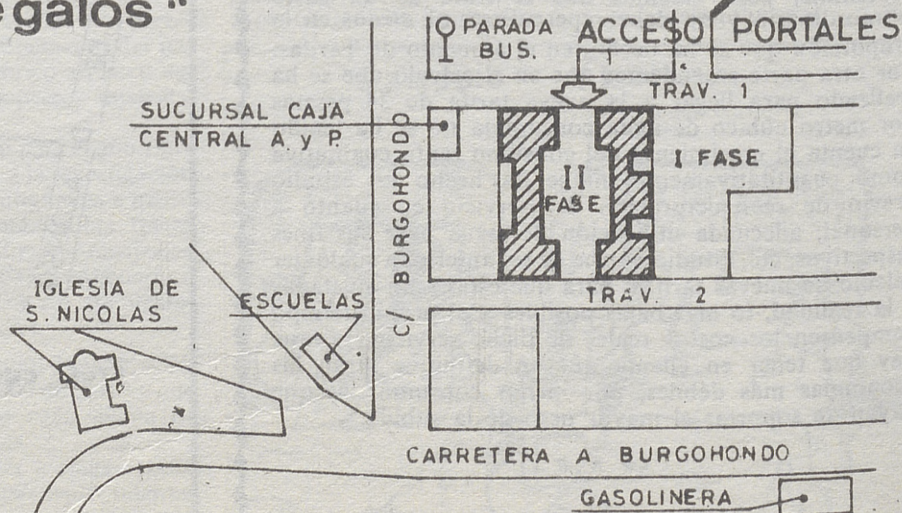 egalos"
PARADA
BUS.
ACCESO PORTALES
TRAV. 1
SUCURSAL CAJA
CENTRAL A. y P.
C/ BURGOHONDO
II
FASE
I FASE
IGLESIA DE
S. NICOLAS
ESCUELAS
TRAV. 2
CARRETERA A BURGOHONDO
GASOLINERA